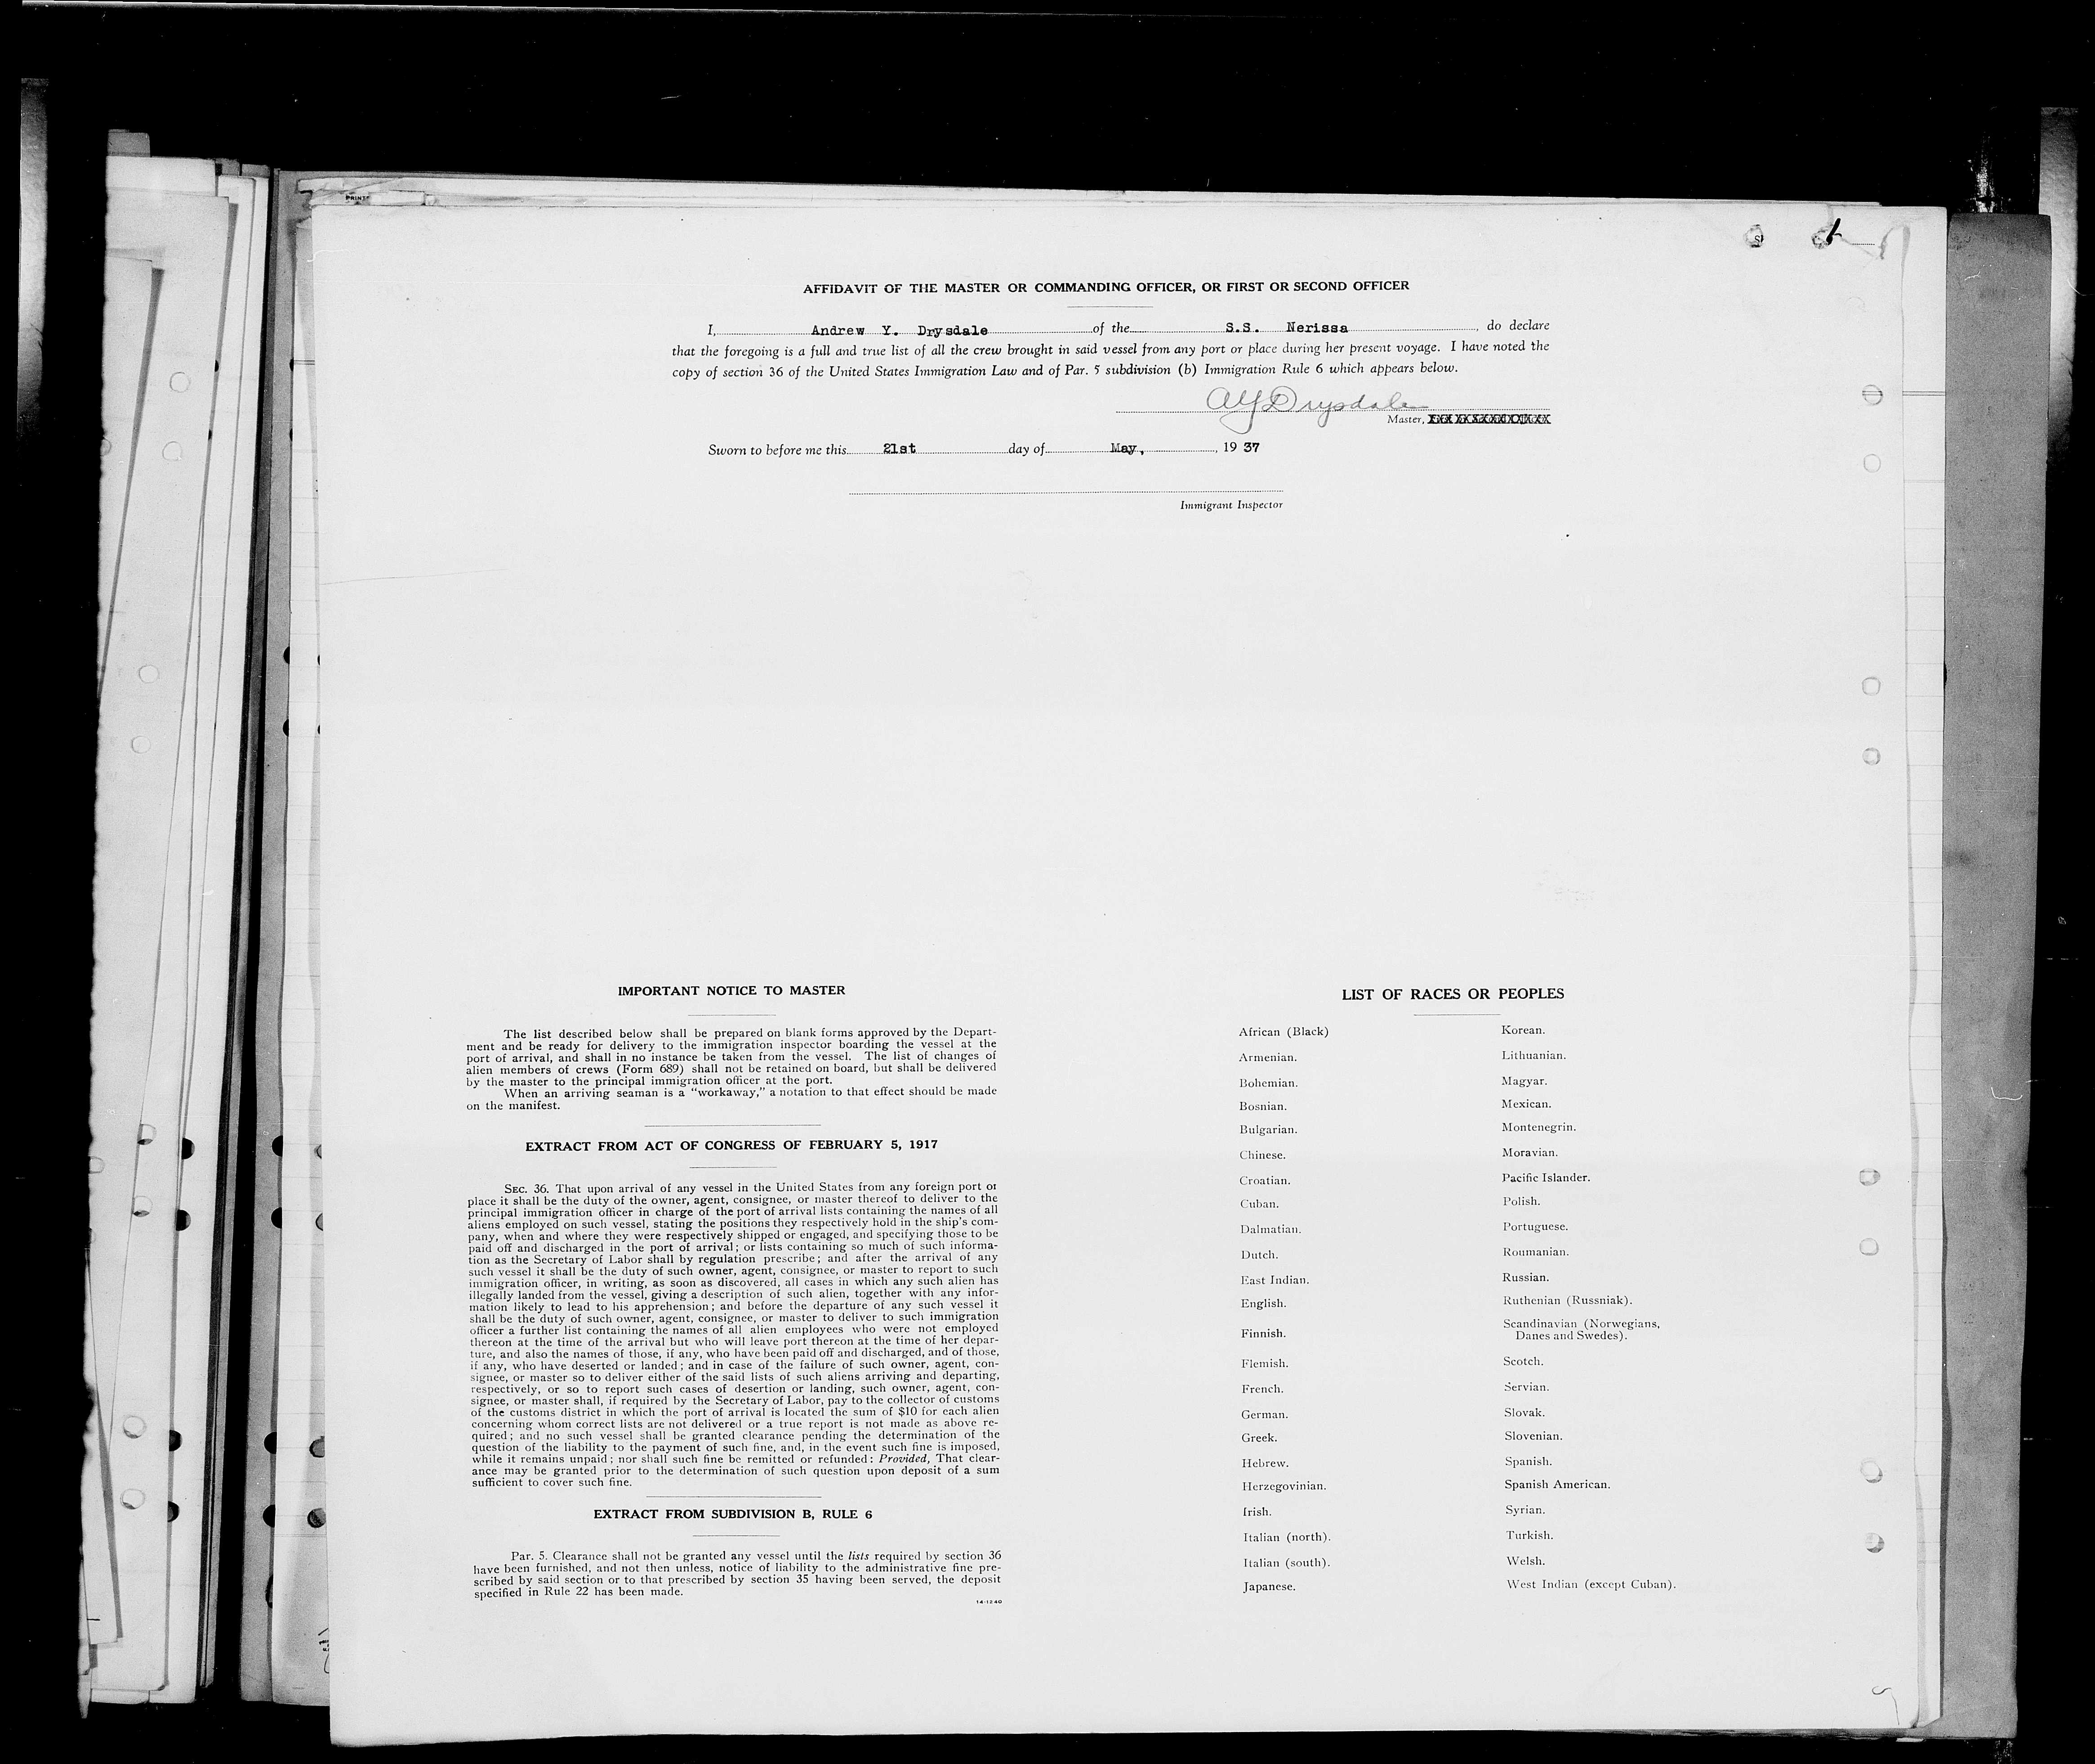 PRINT
AFFIDAVIT OF THE MASTER OR COMMANDING OFFICER, OR FIRST OR SECOND OFFICER
I, Andrew Y. Drysdale of the S.S. Nerissa, do declare
that the foregoing is a full and true list of all the crew brought in said vessel from any port or place during her present voyage. I have noted the
copy of section 36 of the United States Immigration Law and of Par. 5 subdivision (b) Immigration Rule 6 which appears below.
AYDrysdale
Master,
Sworn to before me this 21st day of May, , 19 37
Immigrant Inspector
IMPORTANT NOTICE TO MASTER
The list described below shall be prepared on blank forms approved by the Depart-
ment and be ready for delivery to the immigration inspector boarding the vessel at the
port of arrival, and shall in no instance be taken from the vessel. The list of changes of
alien members of crews (Form 689) shall not be retained on board, but shall be delivered
by the master to the principal immigration officer at the port.
When an arriving seaman is a "workaway," a notation to that effect should be made
on the manifest.
EXTRACT FROM ACT OF CONGRESS OF FEBRUARY 5, 1917
SEC. 36. That upon arrival of any vessel in the United States from any foreign port or
place it shall be the duty of the owner, agent, consignee, or master thereof to deliver to the
principal immigration officer in charge of the port of arrival lists containing the names of all
aliens employed on such vessel, stating the positions they respectively hold in the ship's com-
pany, when and where they were respectively shipped or engaged, and specifying those to be
paid off and discharged in the port of arrival; or lists containing so much of such informa-
tion as the Secretary of Labor shall by regulation prescribe; and after the arrival of any
such vessel it shall be the duty of such owner, agent, consignee, or master to report to such
immigration officer, in writing, as soon as discovered, all cases in which any such alien has
illegally landed from the vessel, giving a description of such alien, together with any infor-
mation likely to lead to his apprehension; and before the departure of any such vessel it
shall be the duty of such owner, agent, consignee, or master to deliver to such immigration
officer a further list containing the names of all alien employees who were not employed
thereon at the time of the arrival but who will leave port thereon at the time of her depar-
ture, and also the names of those, if any, who have been paid off and discharged, and of those,
if any, who have deserted or landed; and in case of the failure of such owner, agent, con-
signee, or master so to deliver either of the said lists of such aliens arriving and departing,
respectively, or so to report such cases of desertion or landing, such owner, agent, con-
signee, or master shall, if required by the Secretary of Labor, pay to the collector of customs
of the customs district in which the port of arrival is located the sum of $10 for each alien
concerning whom correct lists are not delivered or a true report is not made as above re-
quired; and no such vessel shall be granted clearance pending the determination of the
question of the liability to the payment of such fine, and, in the event such fine is imposed,
while it remains unpaid; nor shall such fine be remitted or refunded: Provided, That clear-
ance may be granted prior to the determination of such question upon deposit of a sum
sufficient to cover such fine.
EXTRACT FROM SUBDIVISION B, RULE 6
Par. 5. Clearance shall not be granted any vessel until the lists required by section 36
have been furnished, and not then unless, notice of liability to the administrative fine pre-
scribed by said section or to that prescribed by section 35 having been served, the deposit
specified in Rule 22 has been made.
14-1240
LIST OF RACES OR PEOPLES
African (Black)
Armenian.
Bohemian.
Bosnian.
Bulgarian.
Chinese.
Croatian.
Cuban.
Dalmatian.
Dutch.
East Indian.
English.
Finnish.
Flemish.
French.
German.
Greek.
Hebrew.
Herzegovinian.
Irish.
Italian (north).
Italian (south).
Japanese.
Korean.
Lithuanian.
Magyar.
Mexican.
Montenegrin.
Moravian.
Pacific Islander.
Polish.
Portuguese.
Roumanian.
Russian.
Ruthenian (Russniak).
Scandinavian (Norwegians,
Danes and Swedes).
Scotch.
Servian.
Slovak.
Slovenian.
Spanish.
Spanish American.
Syrian.
Turkish.
Welsh.
West Indian (except Cuban).